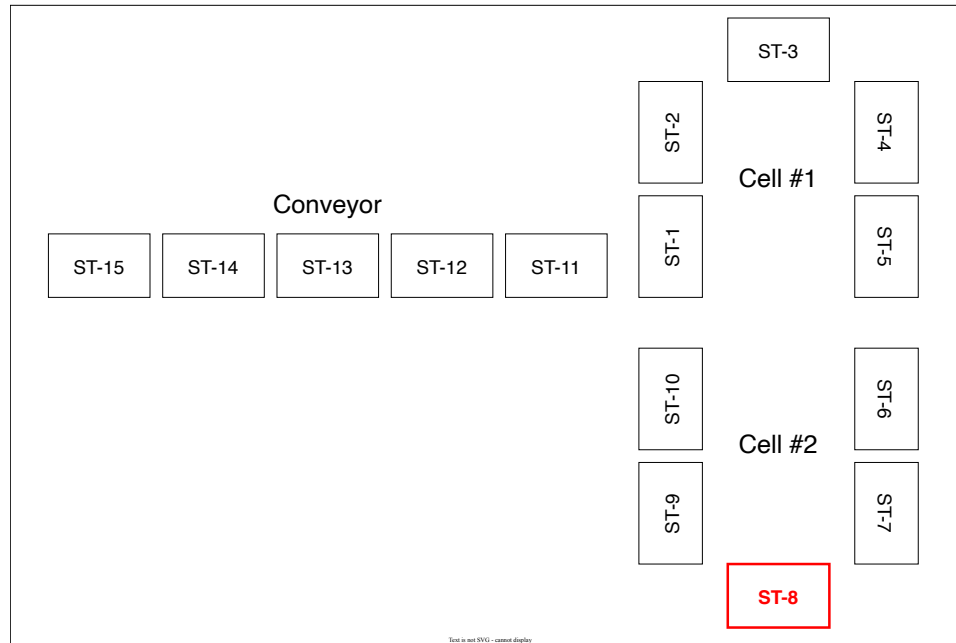 ST-3
ST-2
ST-4
Cell #1
Conveyor
ST-1
ST-5
ST-15
ST-14
ST-13
ST-12
ST-11
ST-10
ST-6
Cell #2
ST-9
ST-7
ST-8
Text is not SVG - cannot display